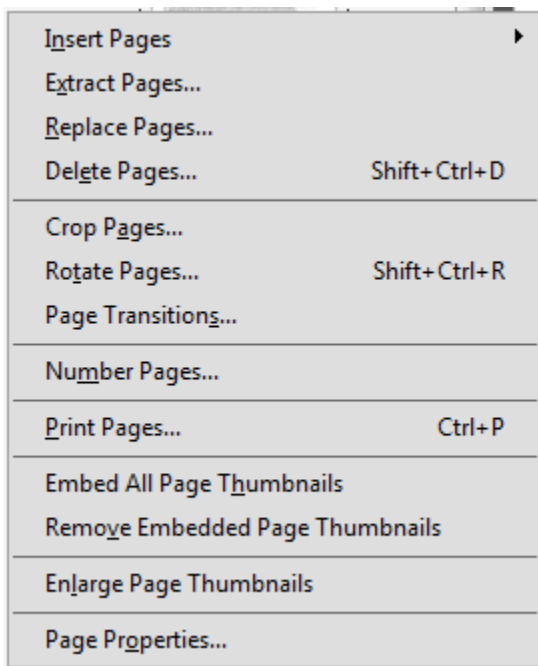 Insert Pages
Extract Pages...
Replace Pages...
Delete Pages... Shift+Ctrl+D
Crop Pages...
Rotate Pages... Shift+Ctrl+R
Page Transitions...
Number Pages...
Print Pages... Ctrl+P
Embed All Page Thumbnails
Remove Embedded Page Thumbnails
Enlarge Page Thumbnails
Page Properties...